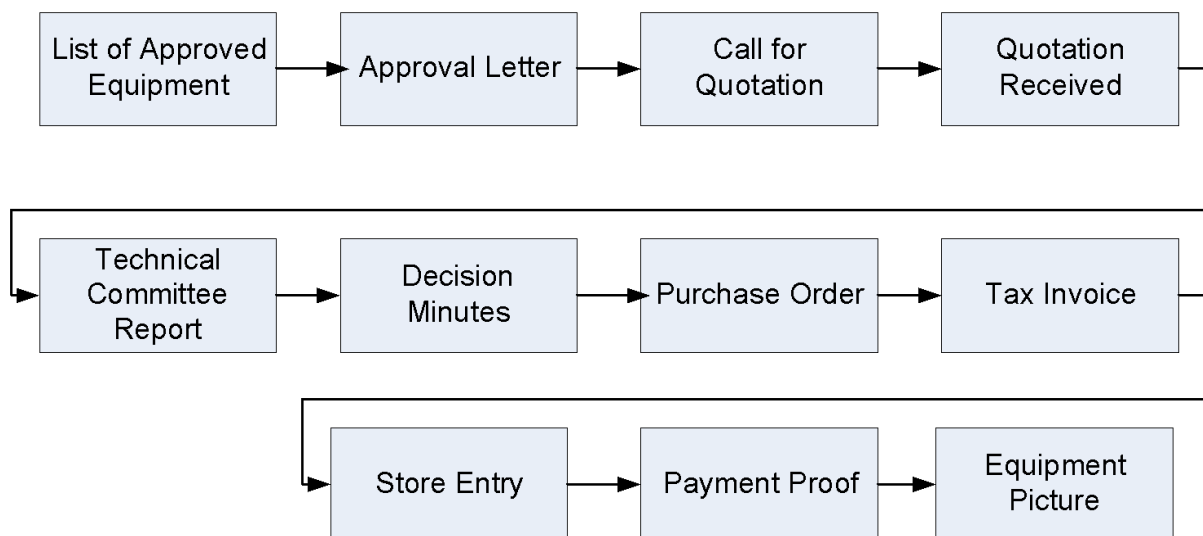 List of Approved
Equipment
Approval Letter
Call for
Quotation
Quotation
Received
Technical
Committee
Report
Decision
Minutes
Purchase Order
Tax Invoice
Store Entry
Payment Proof
Equipment
Picture